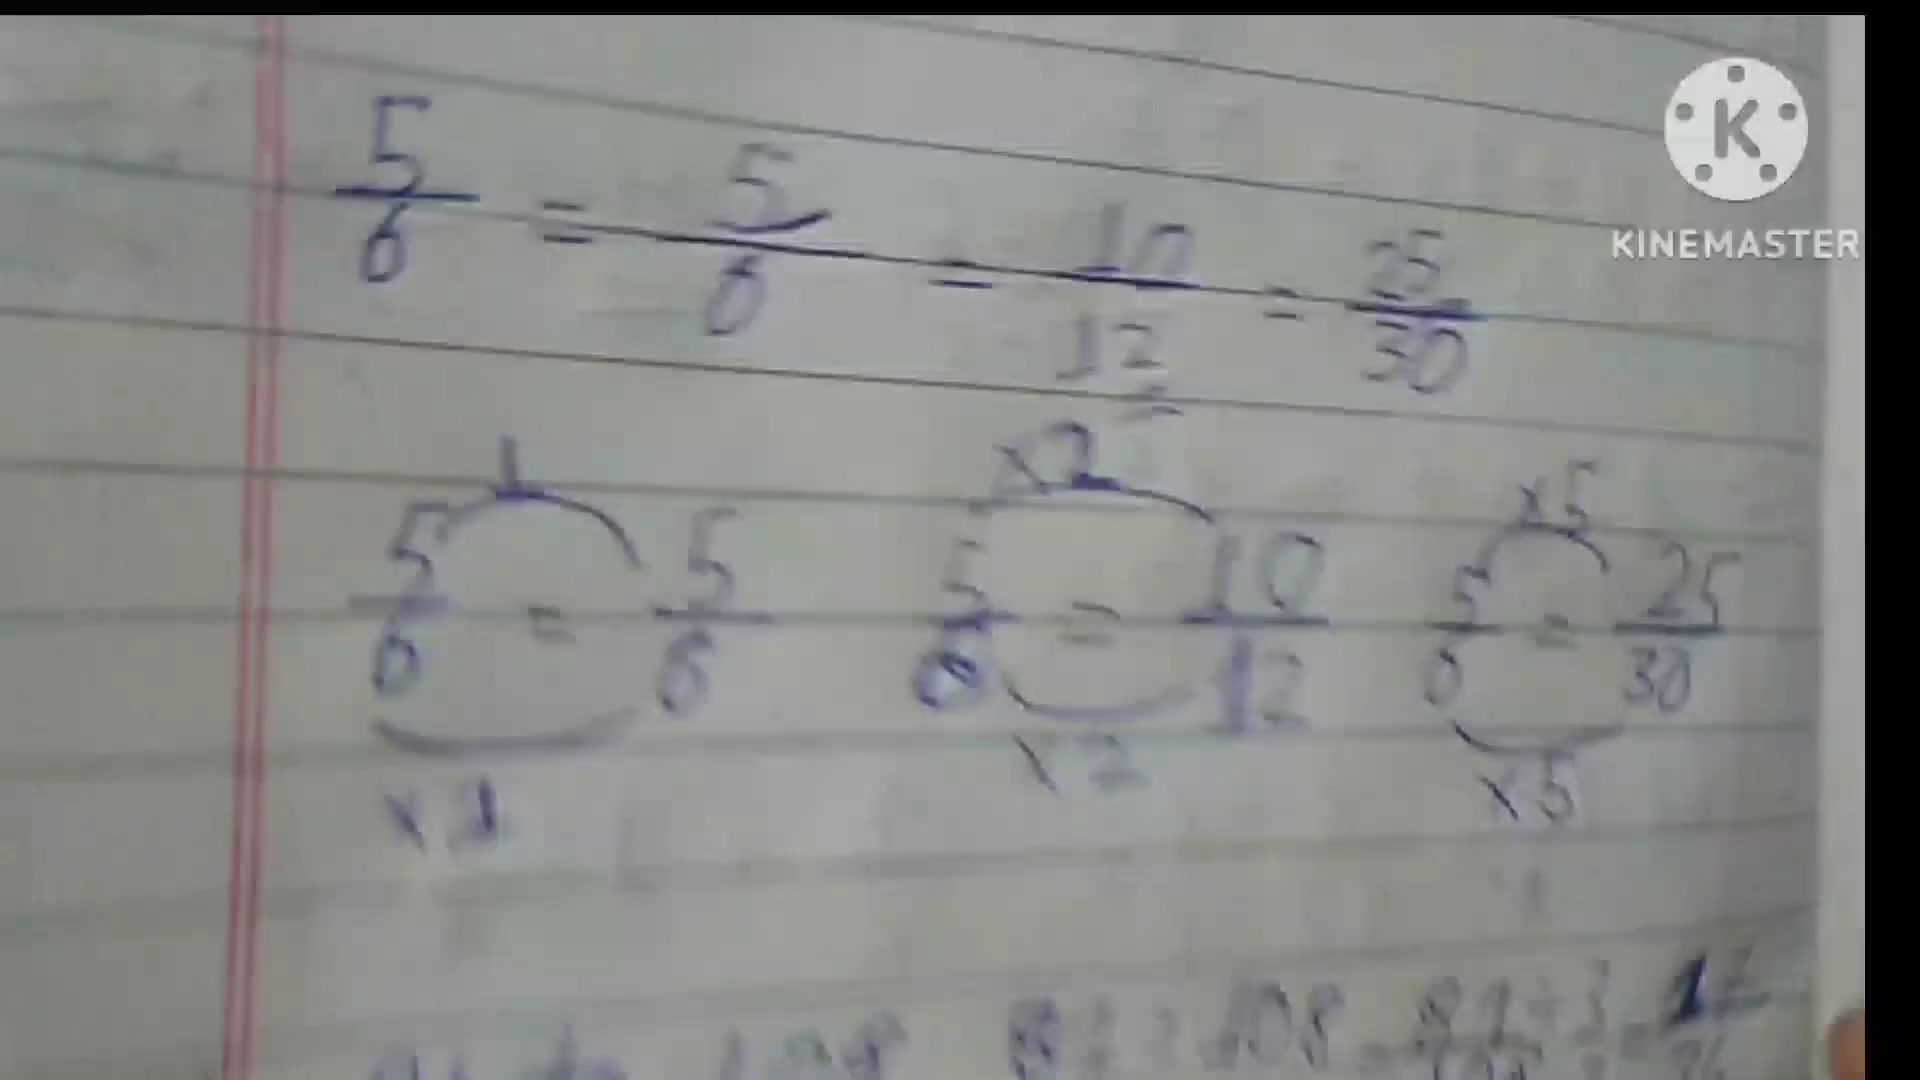 KINEMASTER
5/6 = 5/6 = 10/12 = 25/30
=
1 ×2 ×5
5/6 = 5/6 5/6 = 10/12 5/6 = 25/30
×1 ×2 ×5
108